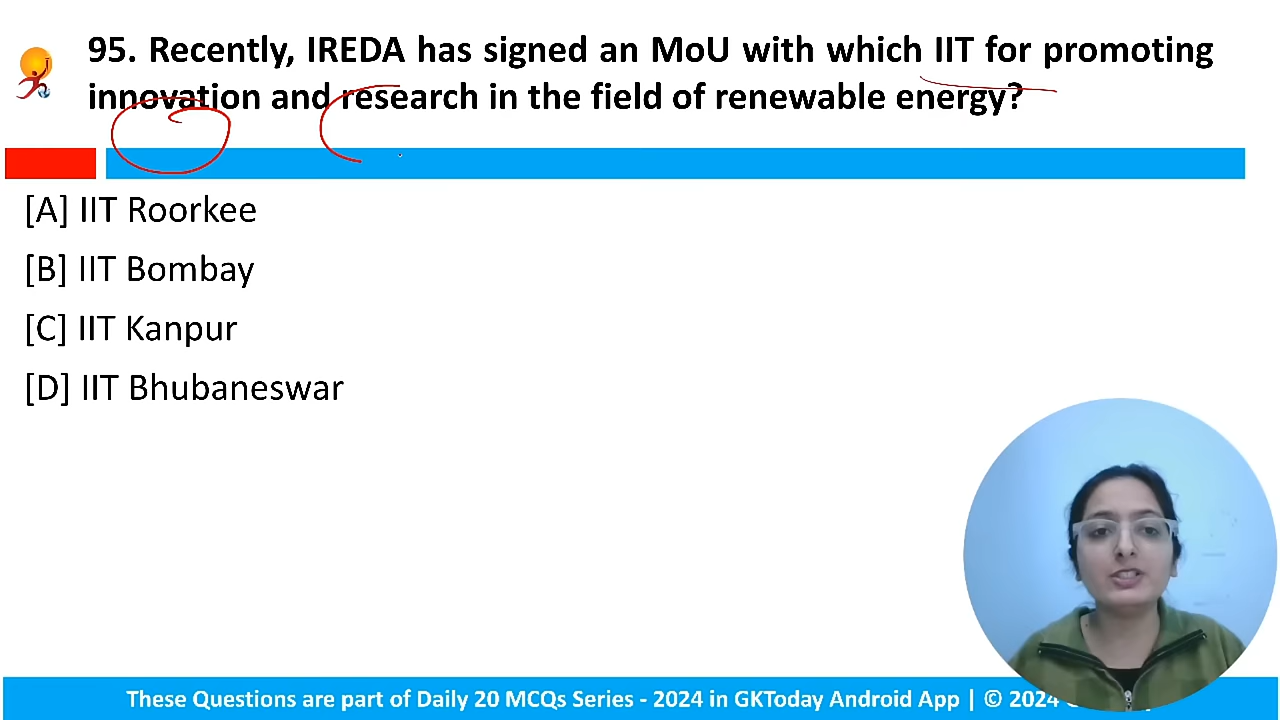 95. Recently, IREDA has signed an MoU with which IIT for promoting
innovation and research in the field of renewable energy?
[A] IIT Roorkee
[B] IIT Bombay
[C] IIT Kanpur
[D] IIT Bhubaneswar
These Questions are part of Daily 20 MCQs Series - 2024 in GKToday Android App | © 2024